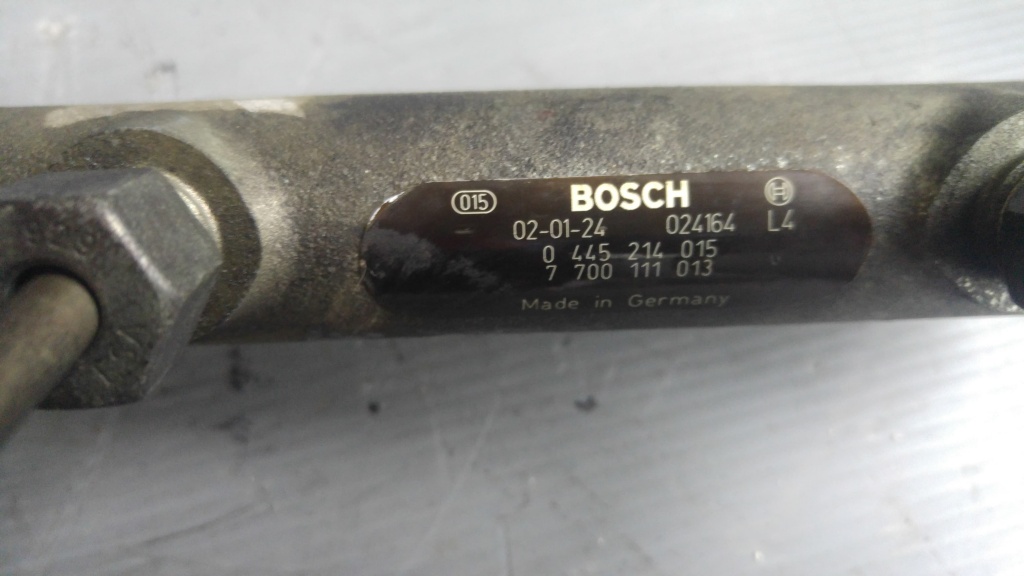 015 BOSCH
02-01-24 024164 L4
0 445 214 015
7 700 111 013
Made in Germany